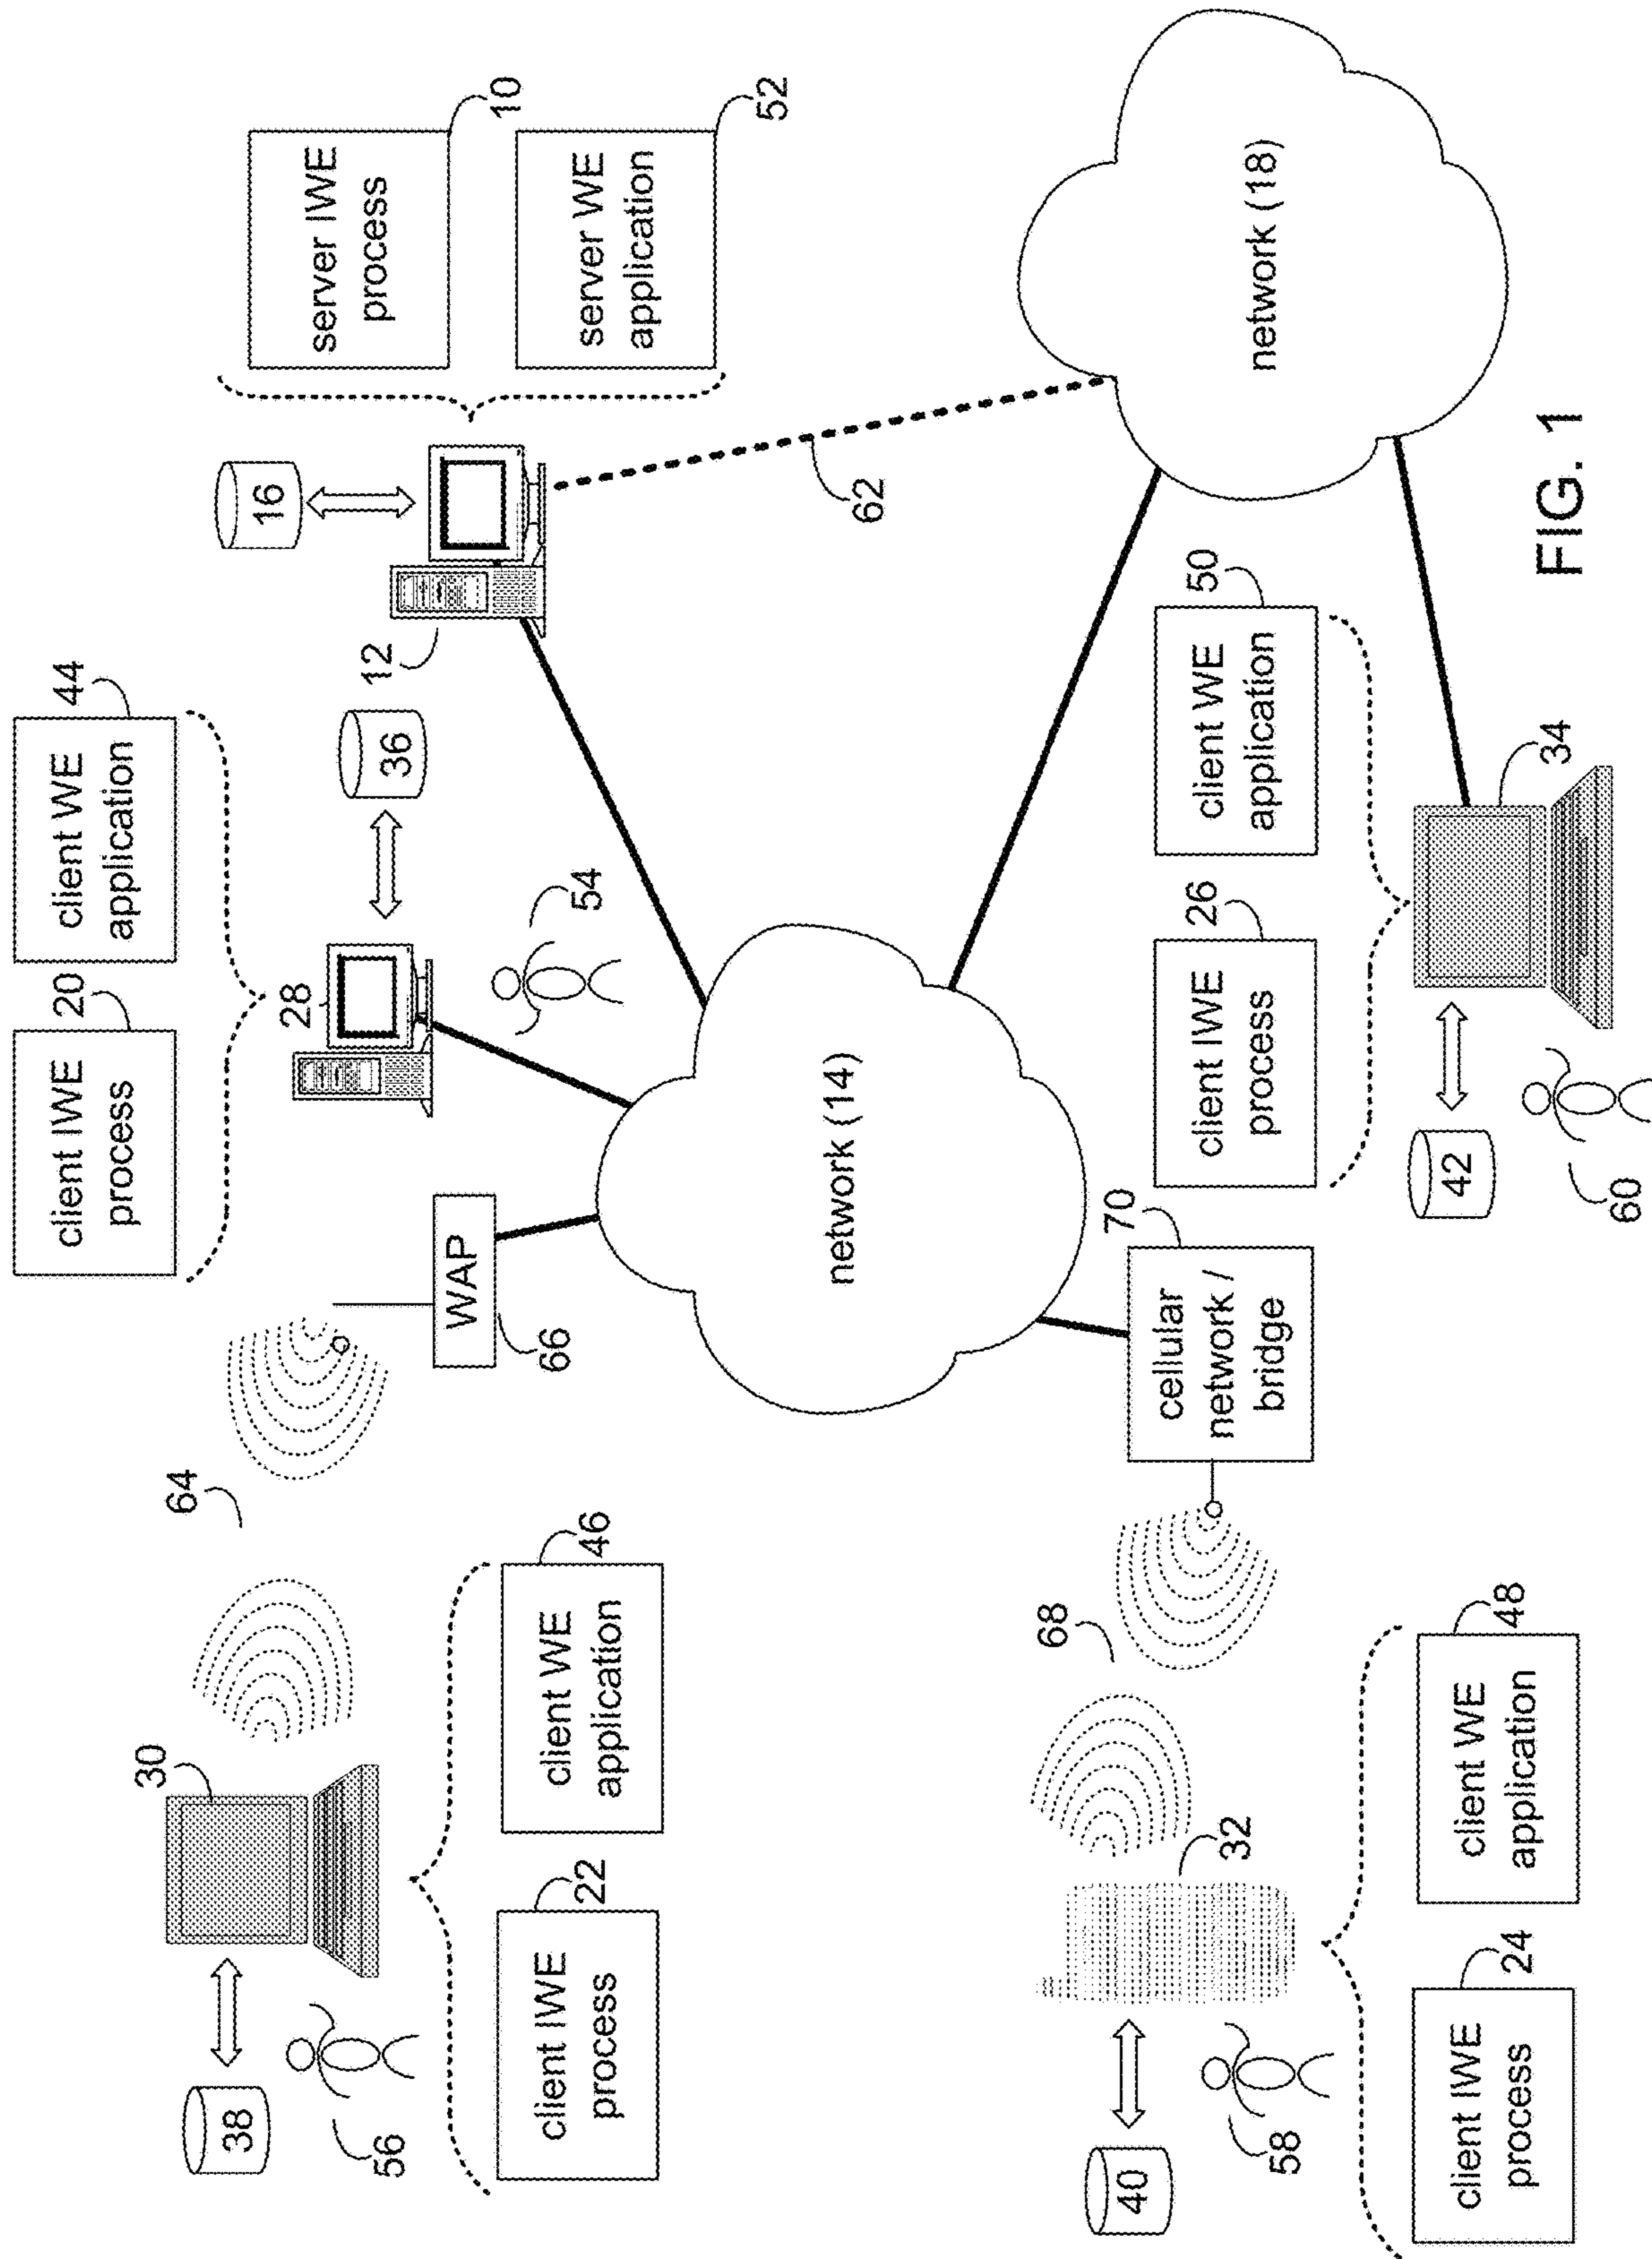 38
30
64
client IWE
process
20
client WE
application
44
56
28
36
12
16
server IWE
process
10
client IWE
process
22
client WE
application
46
WAP
66
54
server WE
application
52
network (14)
62
40
32
68
cellular
network /
bridge
70
client IWE
process
26
client WE
application
50
network (18)
58
client IWE
process
24
client WE
application
48
42
60
34
FIG. 1